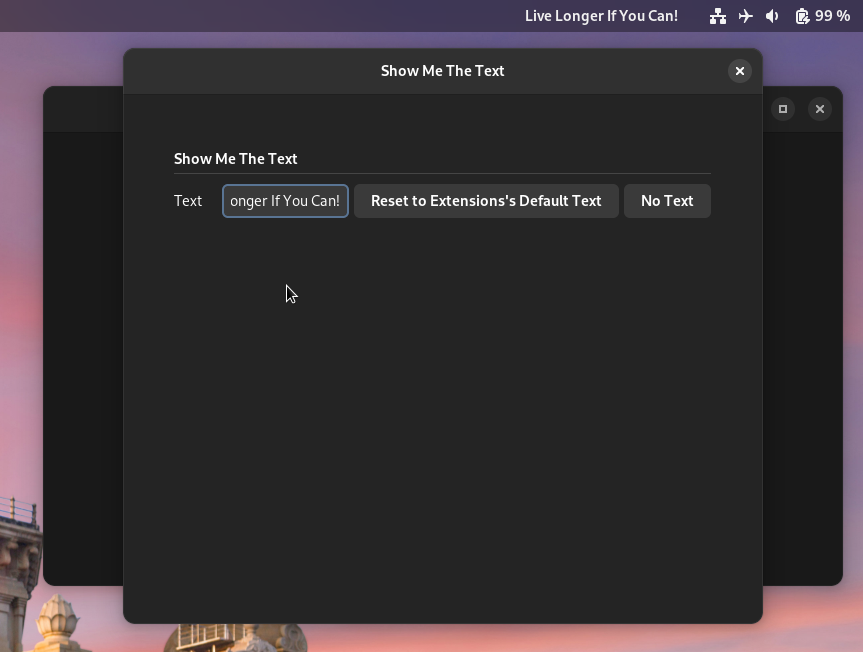 Live Longer If You Can! 99 %
Show Me The Text
Show Me The Text
Text onger If You Can! Reset to Extensions's Default Text No Text